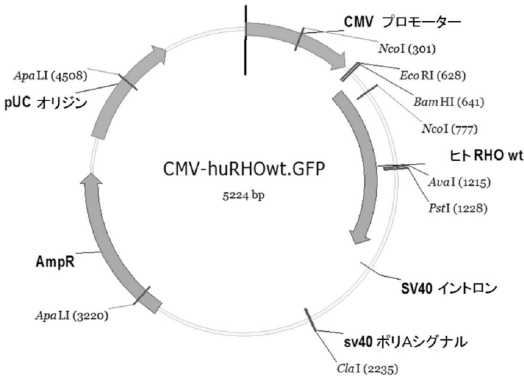 CMV プロモーター
NcoI (301)
EcoRI (628)
BamHI (641)
NcoI (777)
ヒト RHO wt
AvaI (1215)
PstI (1228)
SV40 イントロン
sv40 ポリAシグナル
ClaI (2235)
ApaLI (3220)
AmpR
pUC オリジン
ApaLI (4508)
CMV-huRHOwt.GFP
5224 bp